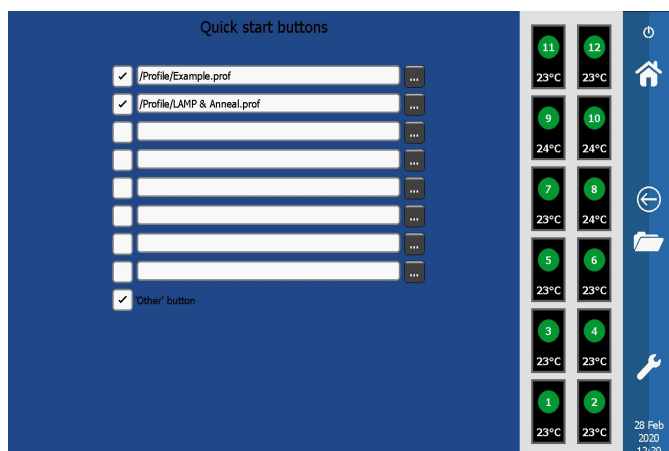 Quick start buttons
/Profile/Example.prof
...
/Profile/LAMP & Anneal.prof
...
...
...
...
...
...
...
'Other' button
11 12
23°C 23°C
9 10
24°C 24°C
7 8
23°C 24°C
5 6
23°C 23°C
3 4
23°C 23°C
1 2
23°C 23°C
28 Feb
2020